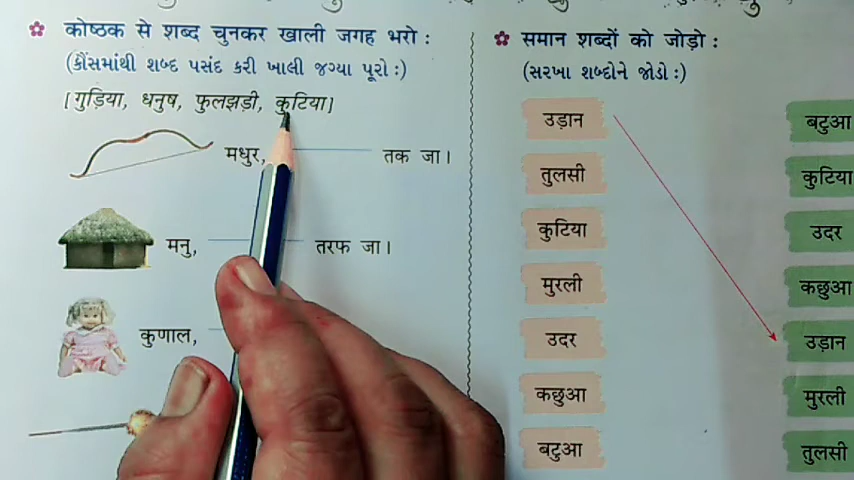 कोष्ठक से शब्द चुनकर खाली जगह भरो :
(કૌંસમાંથી શબ્દ પસંદ કરી ખાલી જગ્યા પૂરો :)
[गुड़िया, धनुष, फुलझड़ी, कुटिया]
मधुर, तक जा।
मनु, तरफ जा।
कुणाल,
समान शब्दों को जोड़ो :
(સરખા શબ્દોને જોડો :)
उड़ान बटुआ
तुलसी कुटिया
कुटिया उदर
मुरली कछुआ
उदर उड़ान
कछुआ मुरली
बटुआ तुलसी